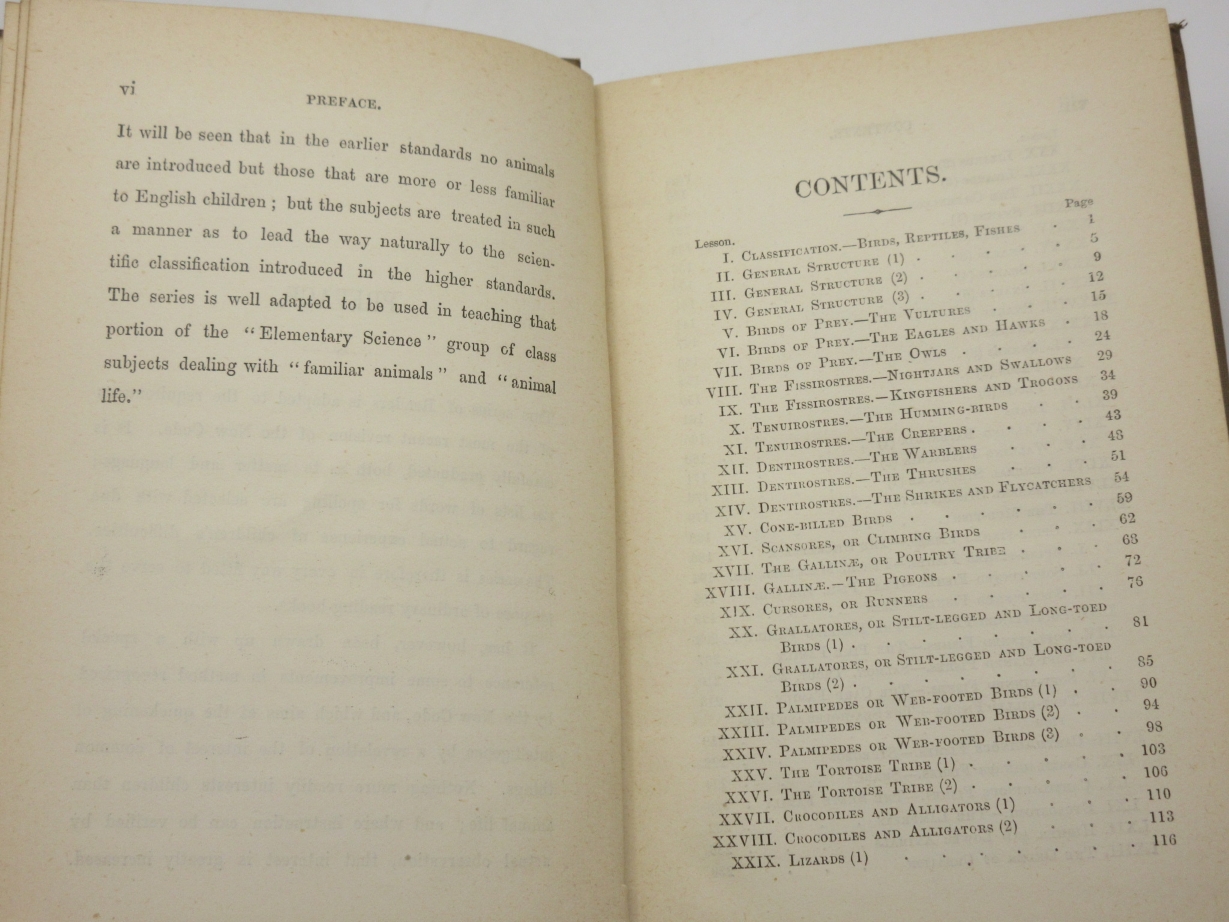 vi
PREFACE.
It will be seen that in the earlier standards no animals
are introduced but those that are more or less familiar
to English children ; but the subjects are treated in such
a manner as to lead the way naturally to the scien-
tific classification introduced in the higher standards.
The series is well adapted to be used in teaching that
portion of the “ Elementary Science ” group of class
subjects dealing with “ familiar animals ” and “ animal
life.”
CONTENTS.
Lesson. Page
I. Classification.—Birds, Reptiles, Fishes . 1
II. General Structure (1) . . . . . 5
III. General Structure (2) . . . . . 9
IV. General Structure (3) . . . . . 12
V. Birds of Prey.—The Vultures . . . 15
VI. Birds of Prey.—The Eagles and Hawks . 18
VII. Birds of Prey.—The Owls . . . . 24
VIII. The Fissirostres.—Nightjars and Swallows 29
IX. The Fissirostres.—Kingfishers and Trogons 34
X. Tenuirostres.—The Humming-birds . . 39
XI. Tenuirostres.—The Creepers . . . . 43
XII. Dentirostres.—The Warblers . . . 48
XIII. Dentirostres.—The Thrushes . . . 51
XIV. Dentirostres.—The Shrikes and Flycatchers 54
XV. Cone-billed Birds . . . . . . 59
XVI. Scansores, or Climbing Birds . . . 62
XVII. The Gallinæ, or Poultry Tribe . . . 68
XVIII. Gallinæ.—The Pigeons . . . . . 72
XIX. Cursores, or Runners . . . . . 76
XX. Grallatores, or Stilt-legged and Long-toed
Birds (1) . . . . . . . . 81
XXI. Grallatores, or Stilt-legged and Long-toed
Birds (2) . . . . . . . . 85
XXII. Palmipedes or Web-footed Birds (1) . . 90
XXIII. Palmipedes or Web-footed Birds (2) . . 94
XXIV. Palmipedes or Web-footed Birds (3) . . 98
XXV. The Tortoise Tribe (1) . . . . . 103
XXVI. The Tortoise Tribe (2) . . . . . 106
XXVII. Crocodiles and Alligators (1) . . . 110
XXVIII. Crocodiles and Alligators (2) . . . 113
XXIX. Lizards (1) . . . . . . . 116